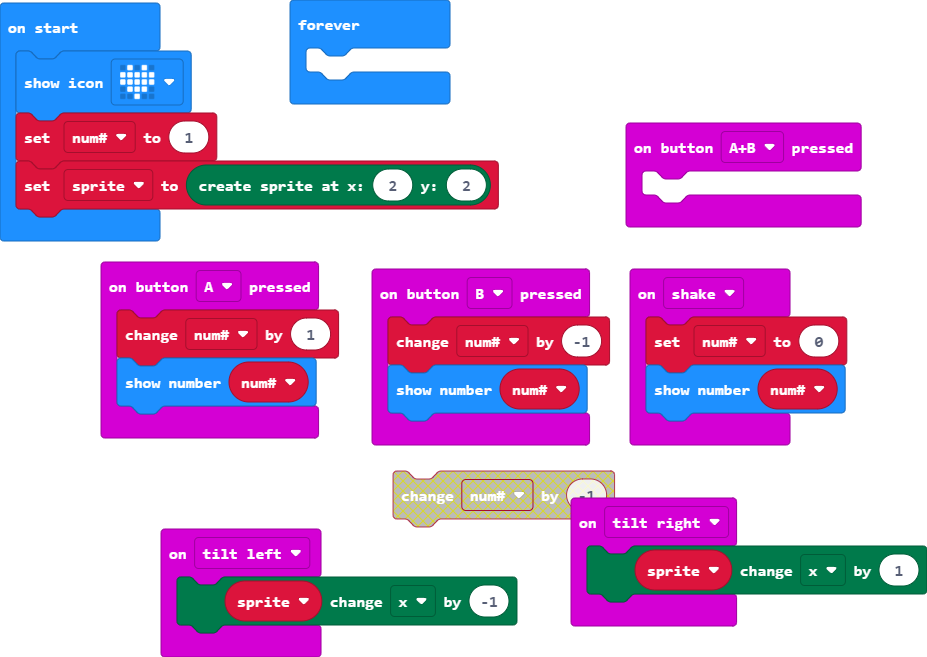 on start
forever
show icon
set num# to 1
set sprite to create sprite at x: 2 y: 2
on button A+B pressed
on button A pressed
change num# by 1
show number num#
on button B pressed
change num# by -1
show number num#
on shake
set num# to 0
show number num#
change num# by -1
on tilt left
sprite change x by -1
on tilt right
sprite change x by 1